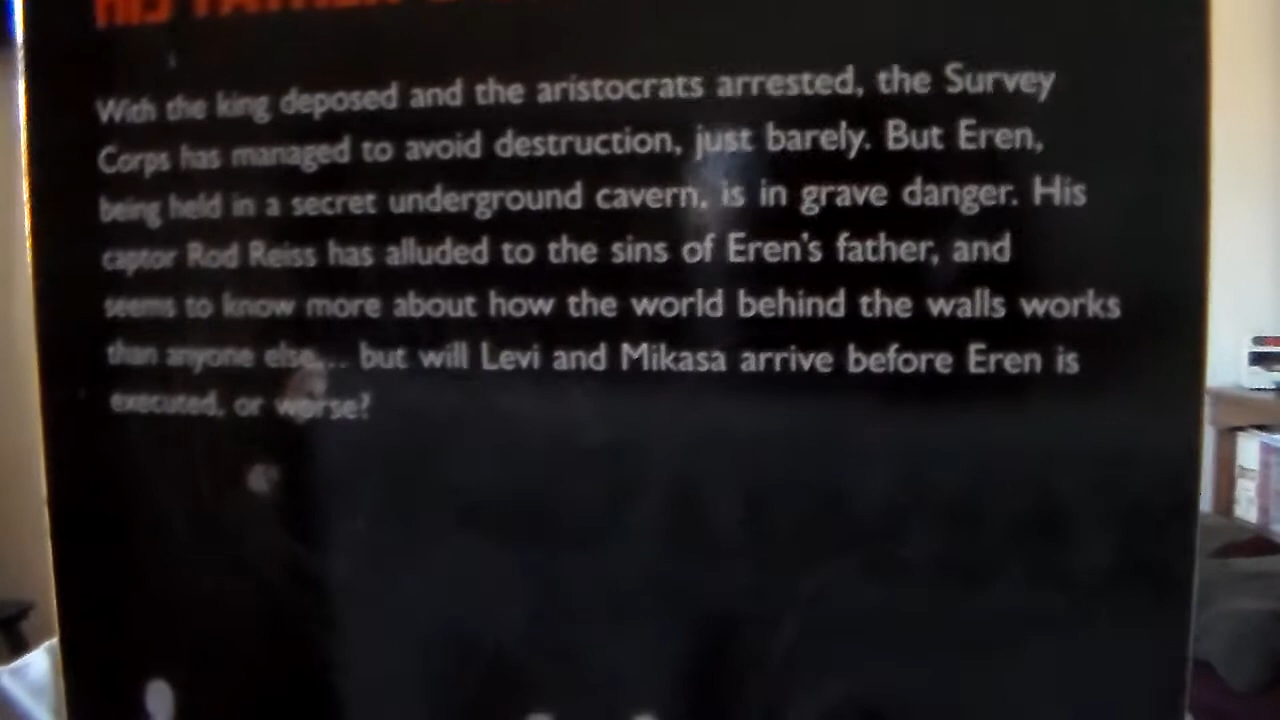 HIS FATHER
With the king deposed and the aristocrats arrested, the Survey
Corps has managed to avoid destruction, just barely. But Eren,
being held in a secret underground cavern, is in grave danger. His
captor Rod Reiss has alluded to the sins of Eren's father, and
seems to know more about how the world behind the walls works
than anyone else... but will Levi and Mikasa arrive before Eren is
executed, or worse?